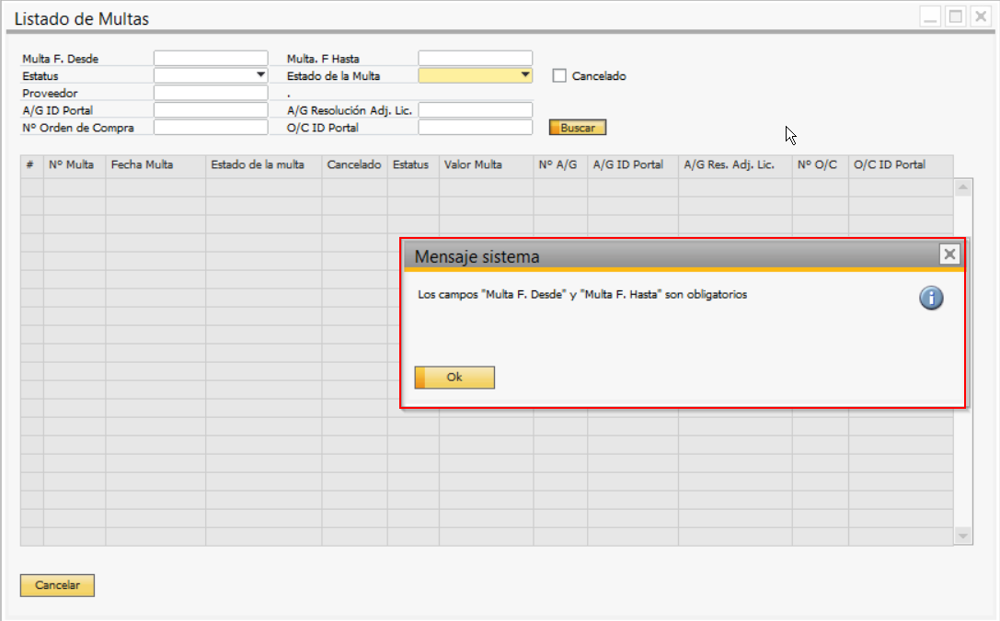 Listado de Multas
Multa F. Desde
Multa. F Hasta
Estatus
Estado de la Multa
Cancelado
Proveedor
.
A/G ID Portal
A/G Resolución Adj. Lic.
Nº Orden de Compra
O/C ID Portal
Buscar
# Nº Multa Fecha Multa Estado de la multa Cancelado Estatus Valor Multa Nº A/G A/G ID Portal A/G Res. Adj. Lic. Nº O/C O/C ID Portal
Mensaje sistema
Los campos "Multa F. Desde" y "Multa F. Hasta" son obligatorios
Ok
Cancelar